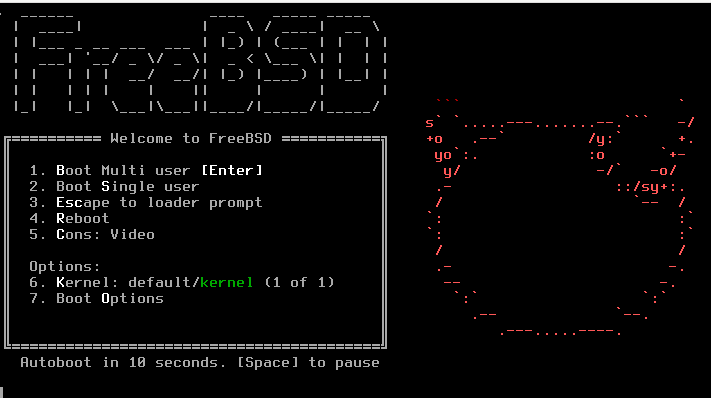 FreeBSD
Welcome to FreeBSD
1. Boot Multi user [Enter]
2. Boot Single user
3. Escape to loader prompt
4. Reboot
5. Cons: Video
Options:
6. Kernel: default/kernel (1 of 1)
7. Boot Options
Autoboot in 10 seconds. [Space] to pause